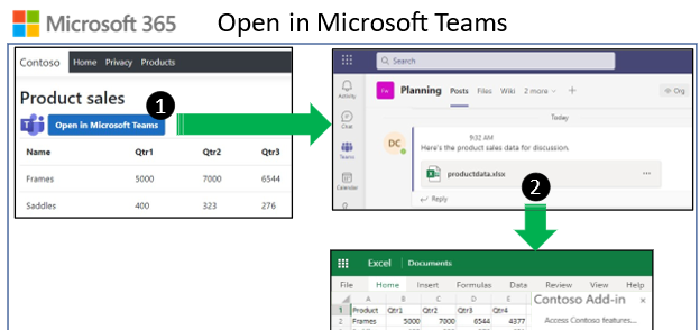 Microsoft 365 Open in Microsoft Teams
Contoso Home Privacy Products
Product sales
1
Open in Microsoft Teams
Name Qtr1 Qtr2 Qtr3
Frames 5000 7000 6544
Saddles 400 323 276
Search
Activity
Chat
Teams
Calendar
Planning Posts Files Wiki 2 more + Org
Today
DC 9:02 AM
Here's the product sales data for discussion.
productdata.xlsx ...
2
Reply
Excel Documents
File Home Insert Formulas Data Review View Help
A B C D E
1 Product Qtr1 Qtr2 Qtr3 Qtr4
2 Frames 5000 7000 6544 4377
Contoso Add-in ×
Access Contoso features...